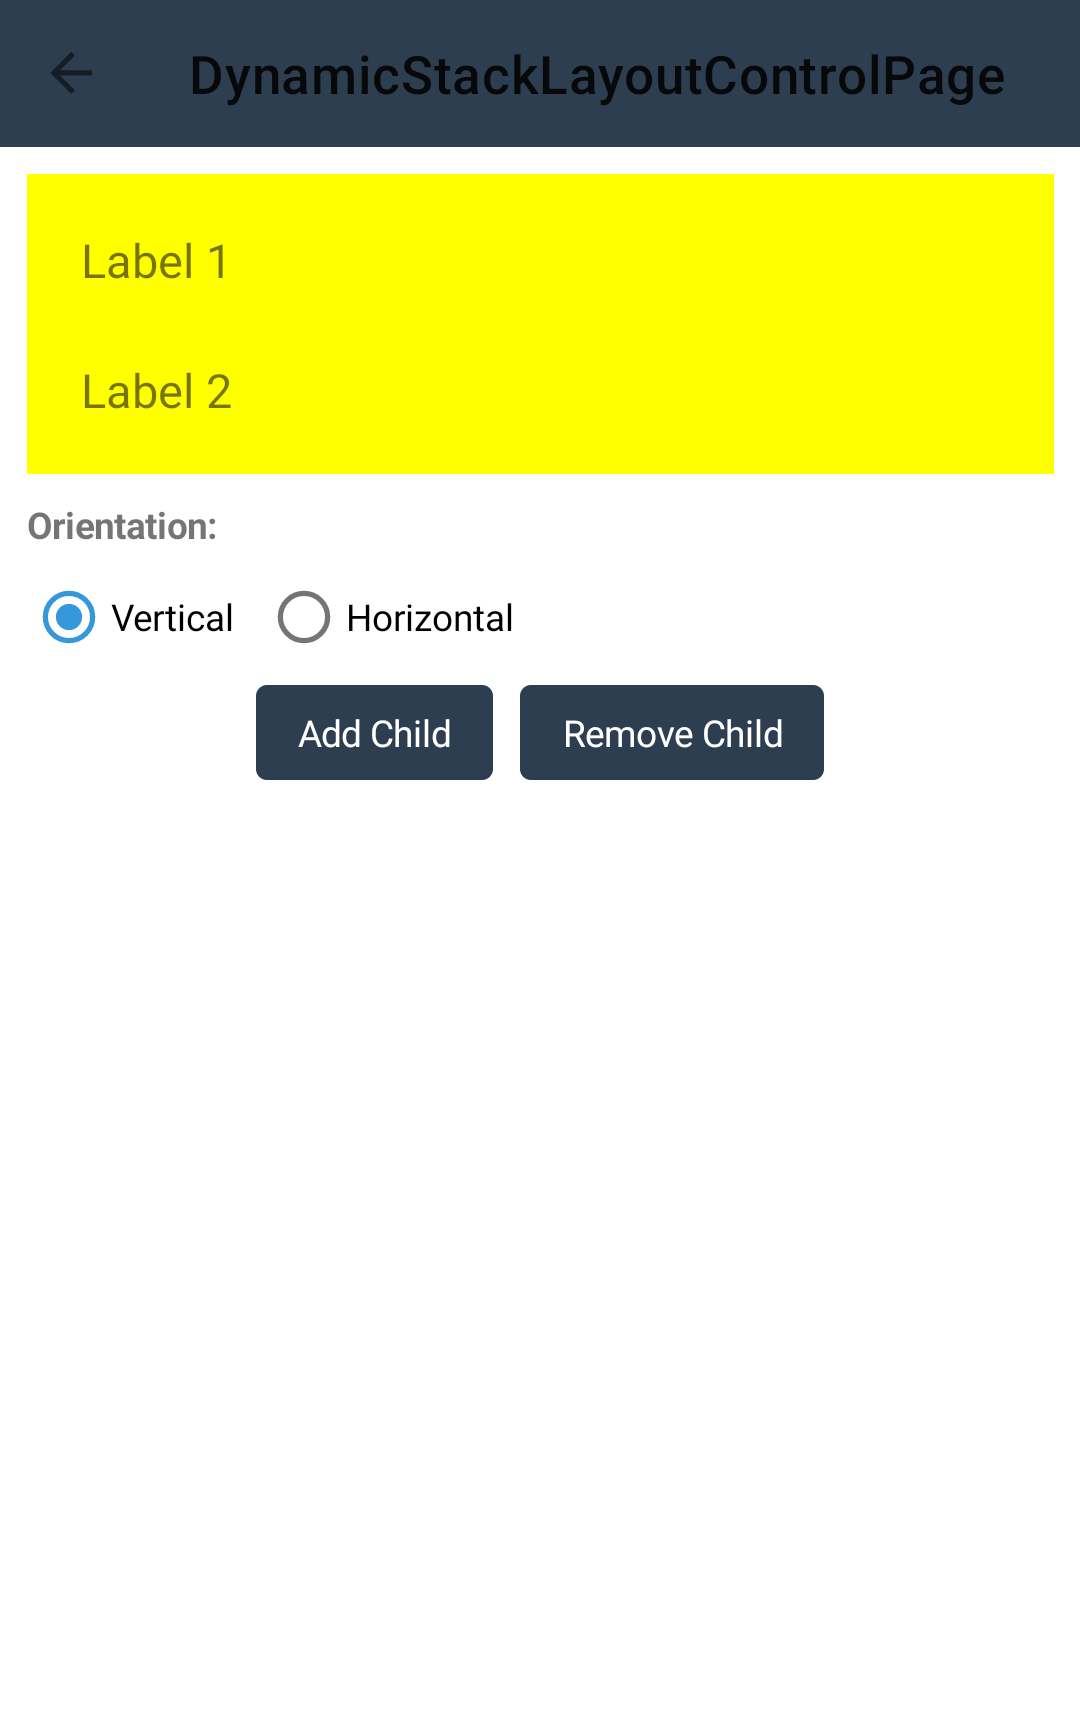 DynamicStackLayoutControlPage
Label 1
Label 2
Orientation:
Vertical Horizontal
Add Child Remove Child